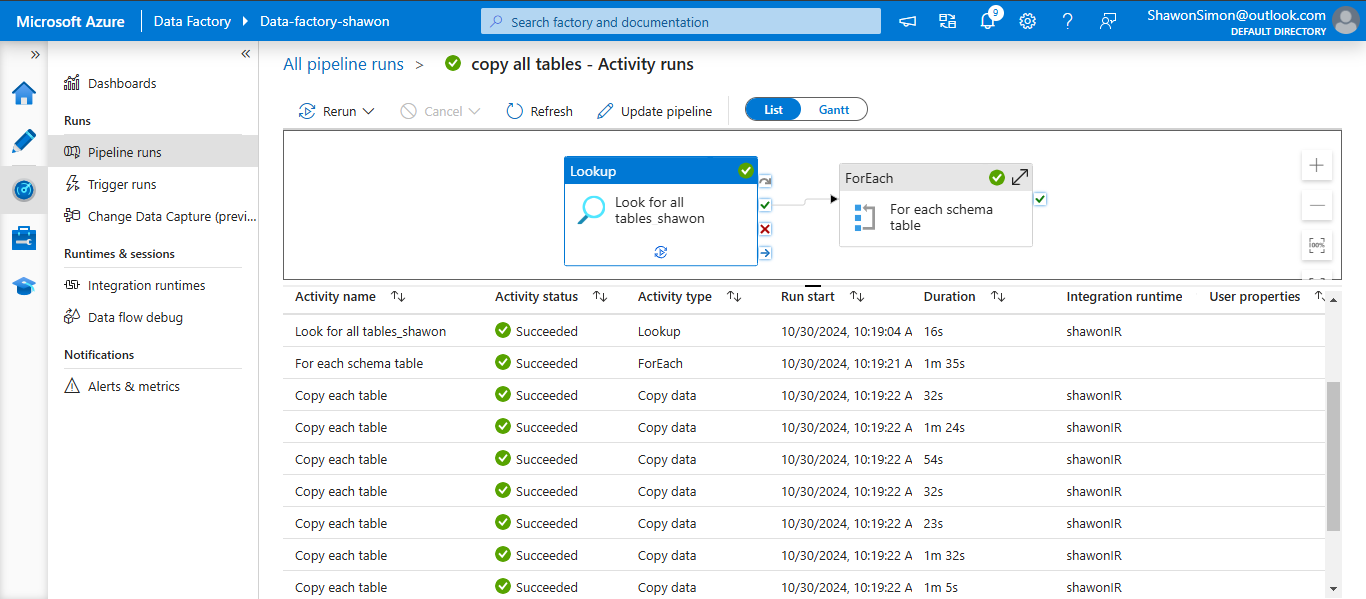 Microsoft Azure
Data Factory
Data-factory-shawon
Search factory and documentation
9
ShawonSimon@outlook.com
DEFAULT DIRECTORY
Dashboards
Runs
Pipeline runs
Trigger runs
Change Data Capture (previ...
Runtimes & sessions
Integration runtimes
Data flow debug
Notifications
Alerts & metrics
All pipeline runs > copy all tables - Activity runs
Rerun
Cancel
Refresh
Update pipeline
List
Gantt
Lookup
Look for all
tables_shawon
ForEach
For each schema
table
100%
Activity name Activity status Activity type Run start Duration Integration runtime User properties
Look for all tables_shawon Succeeded Lookup 10/30/2024, 10:19:04 A 16s shawonIR
For each schema table Succeeded ForEach 10/30/2024, 10:19:21 A 1m 35s
Copy each table Succeeded Copy data 10/30/2024, 10:19:22 A 32s shawonIR
Copy each table Succeeded Copy data 10/30/2024, 10:19:22 A 1m 24s shawonIR
Copy each table Succeeded Copy data 10/30/2024, 10:19:22 A 54s shawonIR
Copy each table Succeeded Copy data 10/30/2024, 10:19:22 A 32s shawonIR
Copy each table Succeeded Copy data 10/30/2024, 10:19:22 A 23s shawonIR
Copy each table Succeeded Copy data 10/30/2024, 10:19:22 A 1m 32s shawonIR
Copy each table Succeeded Copy data 10/30/2024, 10:19:22 A 1m 5s shawonIR